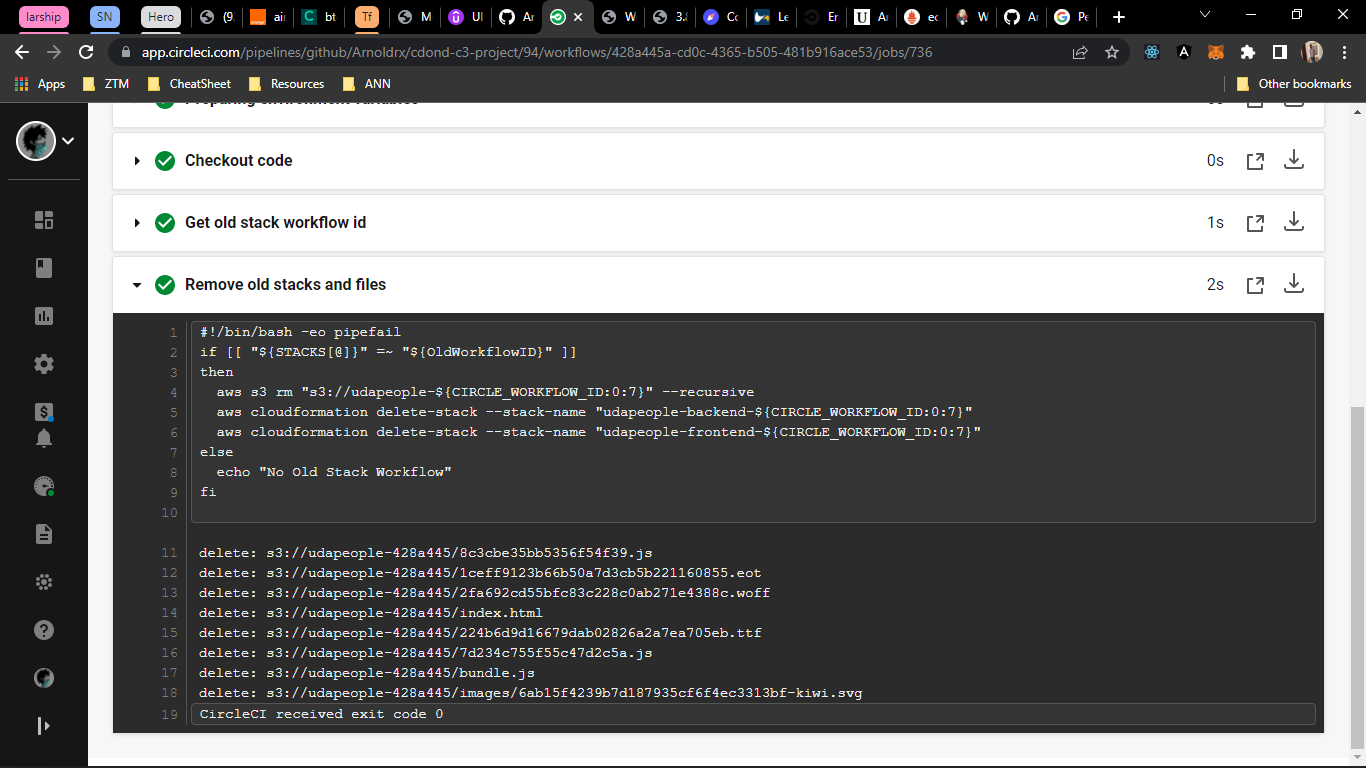 larship
SN
Hero
(9
air
bt
Tf
M
UI
Ar
W
3.
Co
Le
Er
Ar
ec
W
Ar
Pe
app.circleci.com/pipelines/github/Arnoldrx/cdond-c3-project/94/workflows/428a445a-cd0c-4365-b505-481b916ace53/jobs/736
Apps ZTM CheatSheet Resources ANN Other bookmarks
Preparing environment variables 0s
Checkout code 0s
Get old stack workflow id 1s
Remove old stacks and files 2s
1 #!/bin/bash -eo pipefail
2 if [[ "${STACKS[@]}" =~ "${OldWorkflowID}" ]]
3 then
4 aws s3 rm "s3://udapeople-${CIRCLE_WORKFLOW_ID:0:7}" --recursive
5 aws cloudformation delete-stack --stack-name "udapeople-backend-${CIRCLE_WORKFLOW_ID:0:7}"
6 aws cloudformation delete-stack --stack-name "udapeople-frontend-${CIRCLE_WORKFLOW_ID:0:7}"
7 else
8 echo "No Old Stack Workflow"
9 fi
10
11 delete: s3://udapeople-428a445/8c3cbe35bb5356f54f39.js
12 delete: s3://udapeople-428a445/1ceff9123b66b50a7d3cb5b221160855.eot
13 delete: s3://udapeople-428a445/2fa692cd55bfc83c228c0ab271e4388c.woff
14 delete: s3://udapeople-428a445/index.html
15 delete: s3://udapeople-428a445/224b6d9d16679dab02826a2a7ea705eb.ttf
16 delete: s3://udapeople-428a445/7d234c755f55c47d2c5a.js
17 delete: s3://udapeople-428a445/bundle.js
18 delete: s3://udapeople-428a445/images/6ab15f4239b7d187935cf6f4ec3313bf-kiwi.svg
19 CircleCI received exit code 0